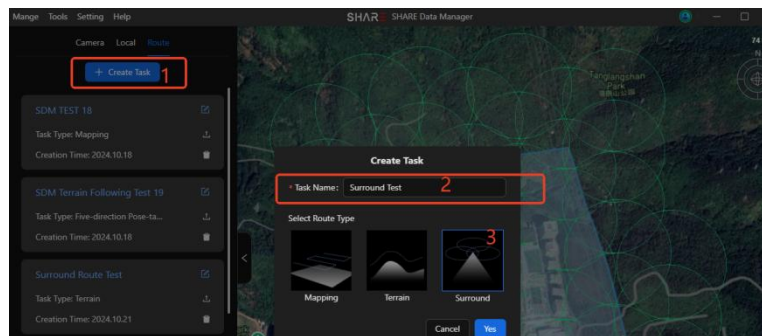 Mange Tools Setting Help
SHARE SHARE Data Manager
Camera Local Route
+ Create Task 1
SDM TEST 18
Task Type: Mapping
Creation Time: 2024.10.18
SDM Terrain Following Test 19
Task Type: Five-direction Pose-ta...
Creation Time: 2024.10.18
Surround Route Test
Task Type: Terrain
Creation Time: 2024.10.21
74
N
Tanglangshan
Park
Create Task
* Task Name: Surround Test 2
Select Route Type
3
Mapping Terrain Surround
Cancel Yes